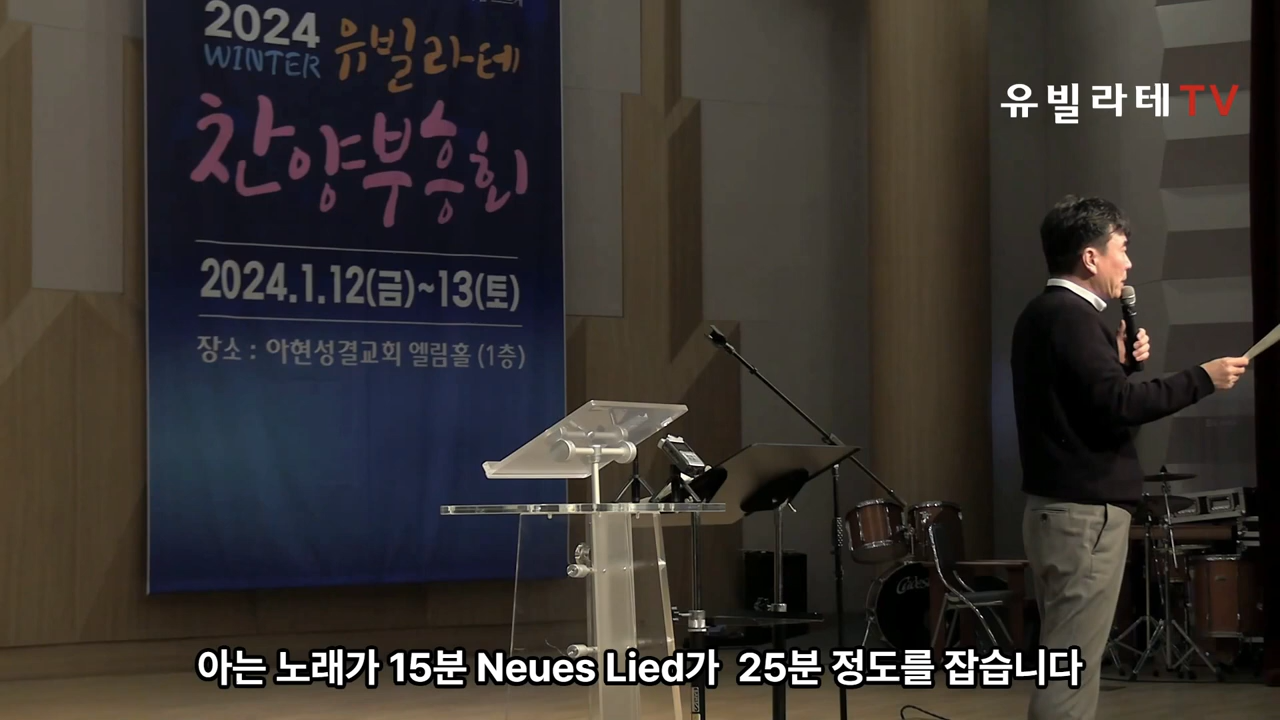 2024
WINTER 유빌라테
찬양부흥회
2024.1.12(금)~13(토)
장소 : 아현성결교회 엘림홀 (1층)
유빌라테TV
아는 노래가 15분 Neues Lied가 25분 정도를 잡습니다